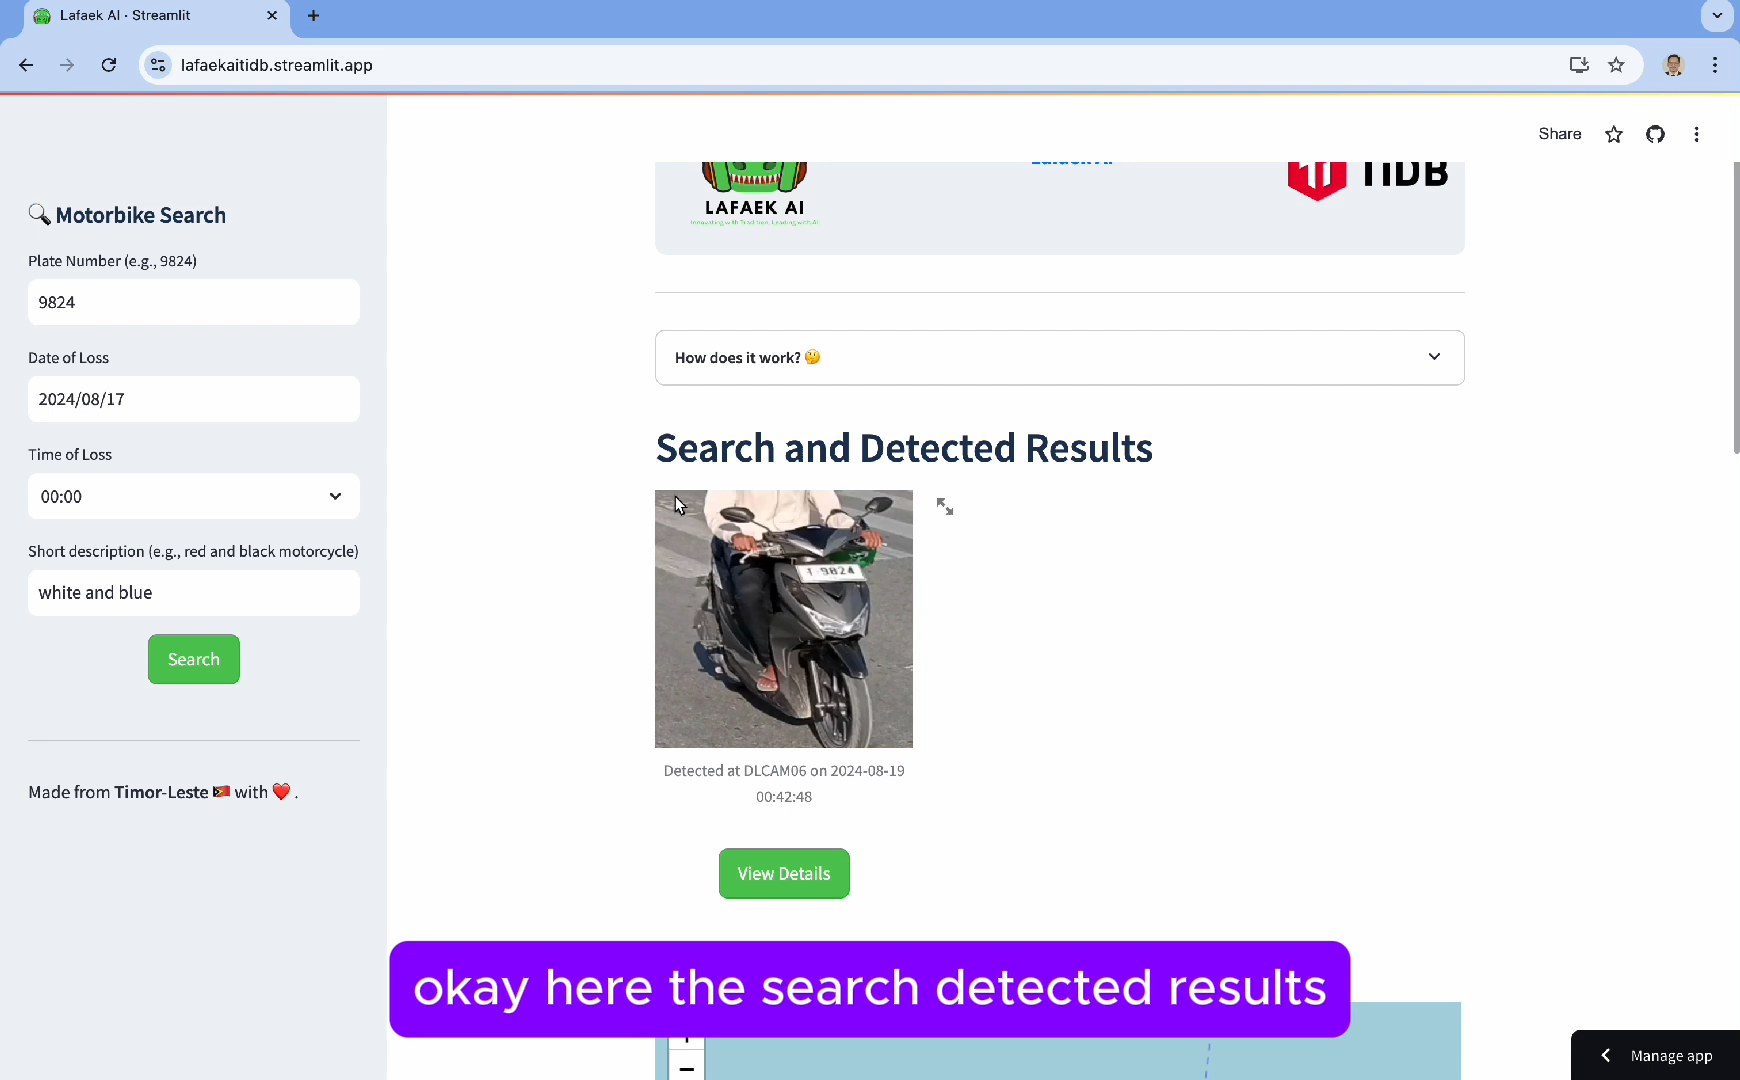 Lafaek AI · Streamlit
lafaekaitidb.streamlit.app
Share
🔍 Motorbike Search
Plate Number (e.g., 9824)
9824
Date of Loss
2024/08/17
Time of Loss
00:00
Short description (e.g., red and black motorcycle)
white and blue
Search
Made from Timor-Leste 🇹🇱 with ❤️ .
LAFAEK AI
TiDB
How does it work? 🤔
Search and Detected Results
9824
Detected at DLCAM06 on 2024-08-19
00:42:48
View Details
okay here the search detected results
+
−
Manage app